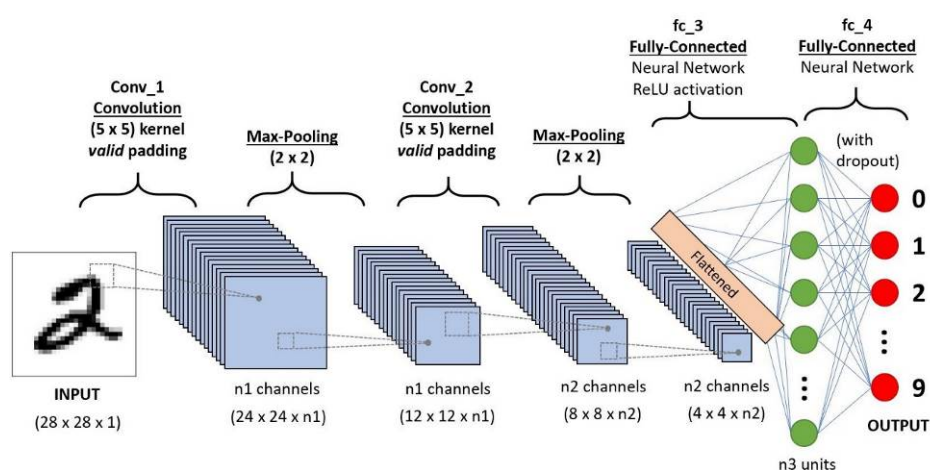 fc_3
Fully-Connected
Neural Network
ReLU activation
fc_4
Fully-Connected
Neural Network
Conv_1
Convolution
(5 x 5) kernel
valid padding
Max-Pooling
(2 x 2)
Conv_2
Convolution
(5 x 5) kernel
valid padding
Max-Pooling
(2 x 2)
(with
dropout)
0
1
2
9
2
Flattened
INPUT
(28 x 28 x 1)
n1 channels
(24 x 24 x n1)
n1 channels
(12 x 12 x n1)
n2 channels
(8 x 8 x n2)
n2 channels
(4 x 4 x n2)
n3 units
OUTPUT